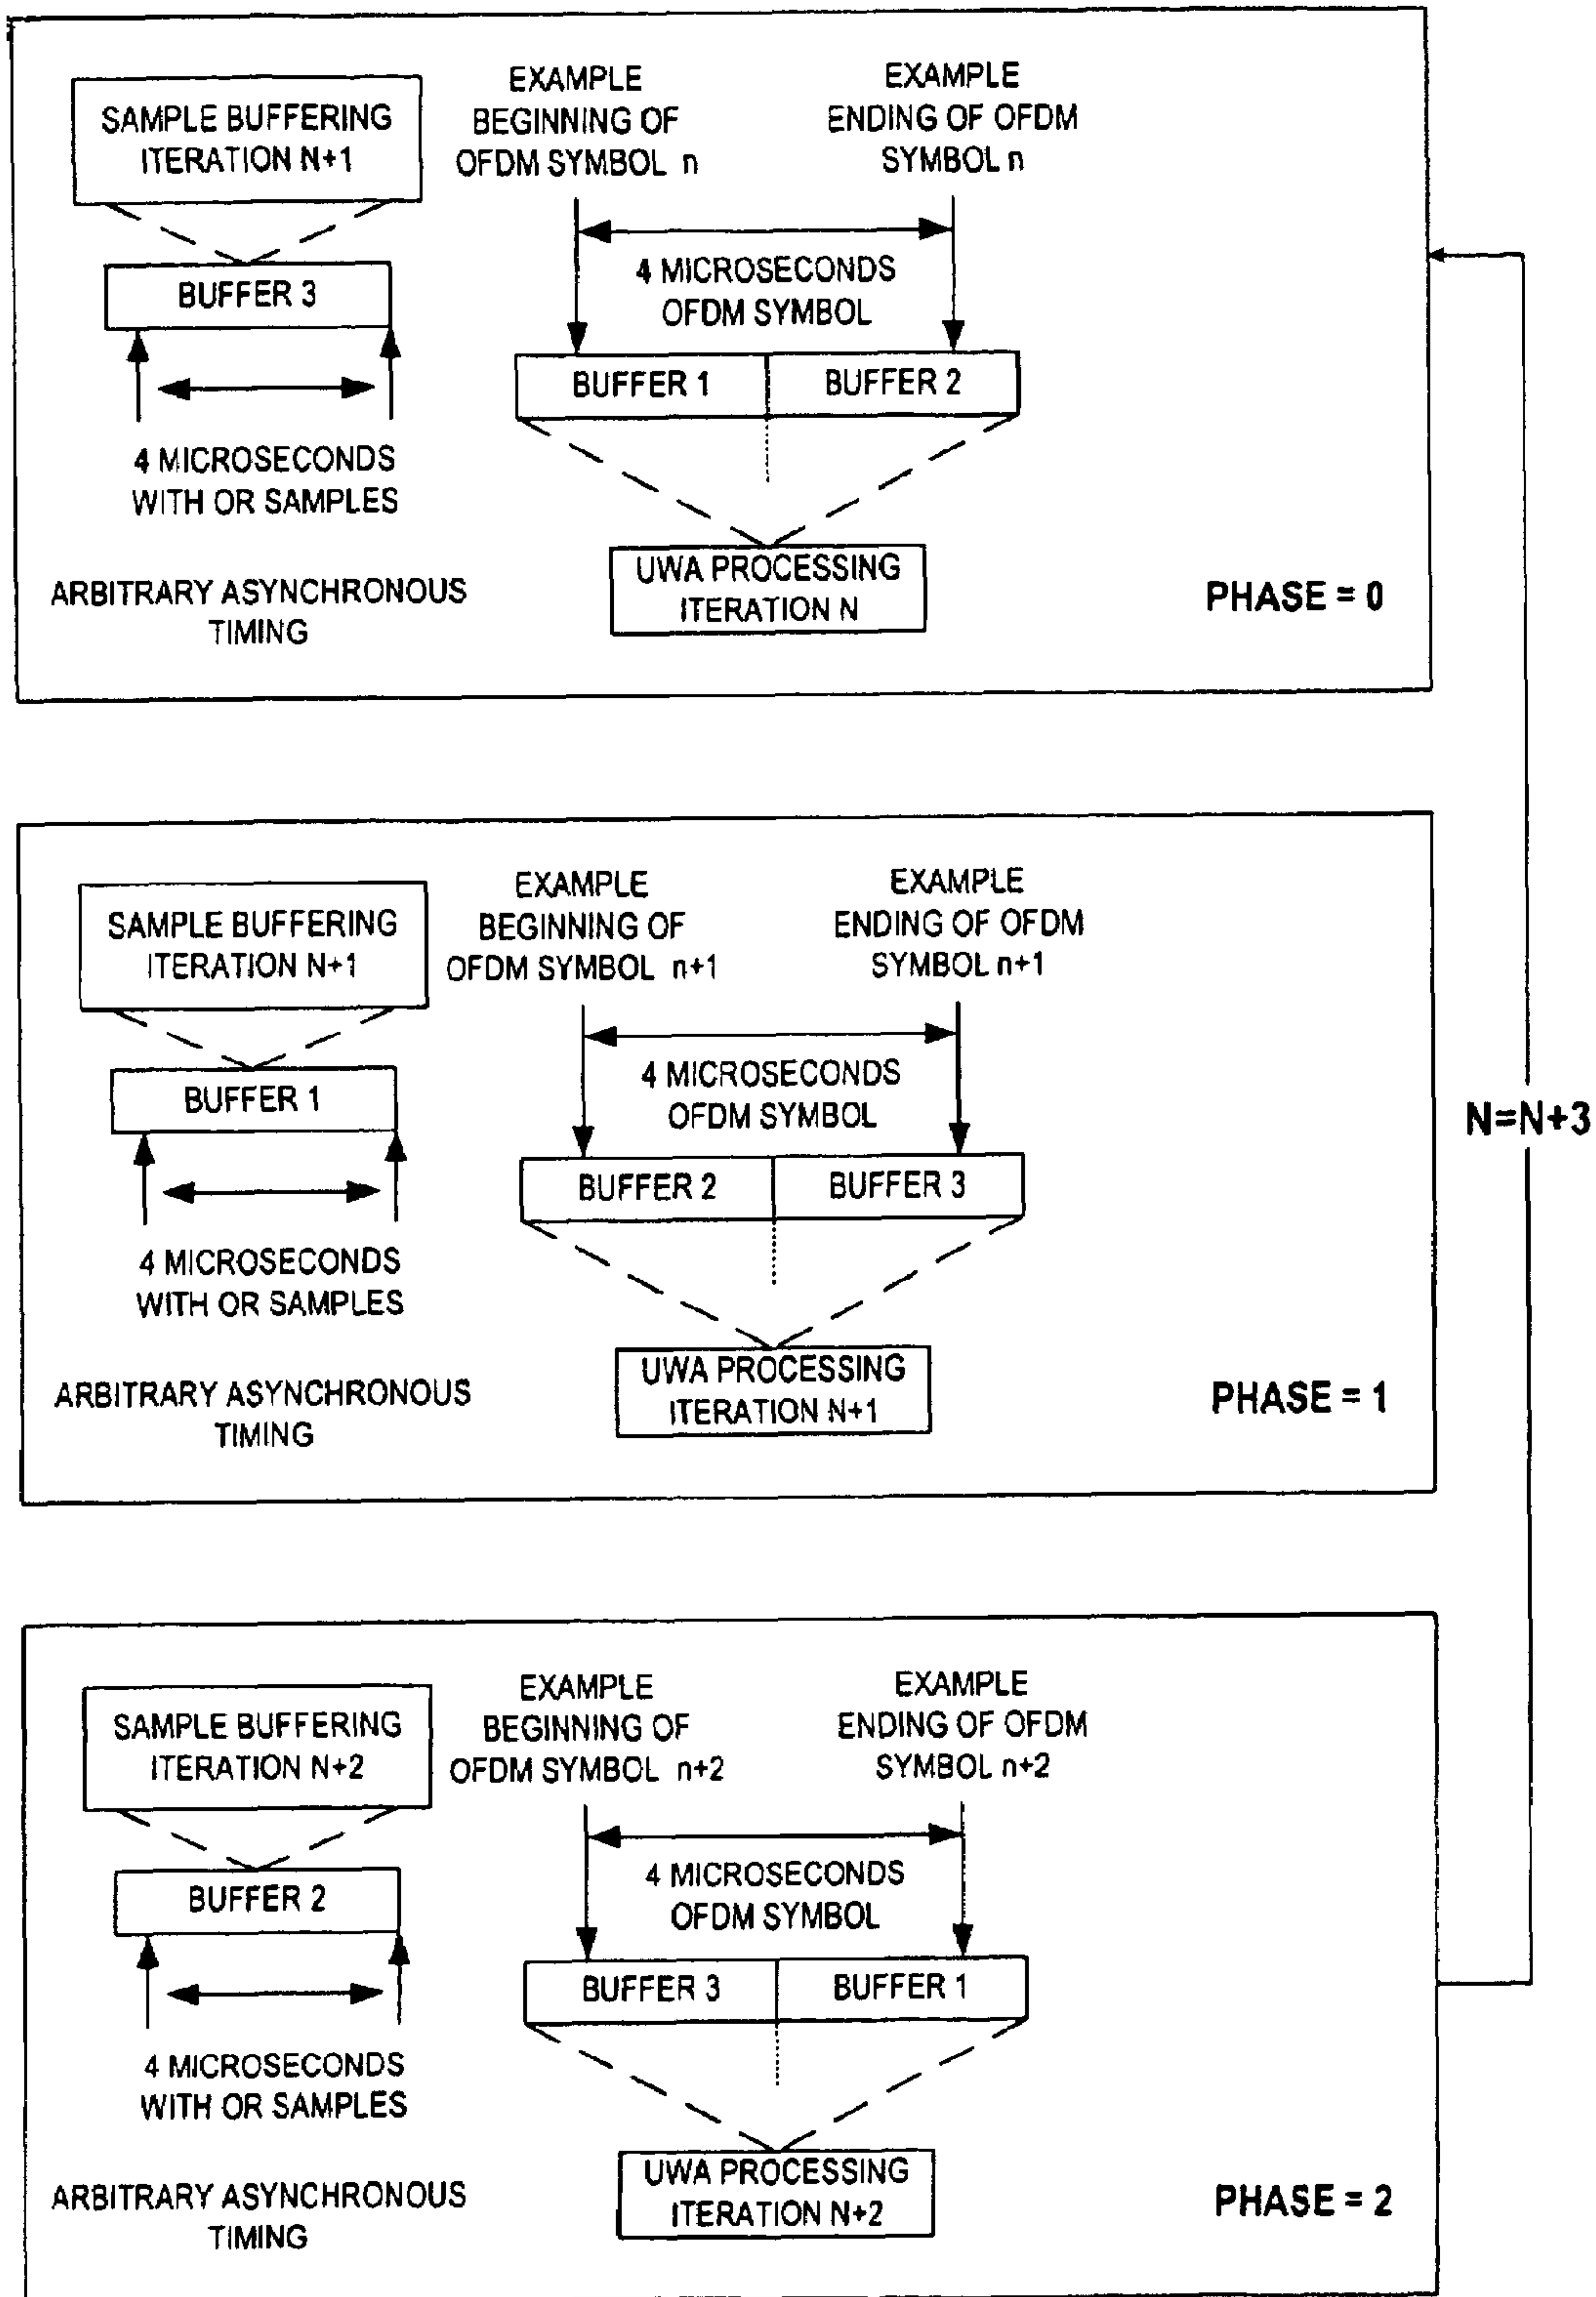 SAMPLE BUFFERING
ITERATION N+1
EXAMPLE
BEGINNING OF
OFDM SYMBOL n
EXAMPLE
ENDING OF OFDM
SYMBOL n
BUFFER 3
4 MICROSECONDS
OFDM SYMBOL
BUFFER 1
BUFFER 2
4 MICROSECONDS
WITH OR SAMPLES
ARBITRARY ASYNCHRONOUS
TIMING
UWA PROCESSING
ITERATION N
PHASE = 0
SAMPLE BUFFERING
ITERATION N+1
EXAMPLE
BEGINNING OF
OFDM SYMBOL n+1
EXAMPLE
ENDING OF OFDM
SYMBOL n+1
BUFFER 1
4 MICROSECONDS
OFDM SYMBOL
BUFFER 2
BUFFER 3
4 MICROSECONDS
WITH OR SAMPLES
ARBITRARY ASYNCHRONOUS
TIMING
UWA PROCESSING
ITERATION N+1
PHASE = 1
N=N+3
SAMPLE BUFFERING
ITERATION N+2
EXAMPLE
BEGINNING OF
OFDM SYMBOL n+2
EXAMPLE
ENDING OF OFDM
SYMBOL n+2
BUFFER 2
4 MICROSECONDS
OFDM SYMBOL
BUFFER 3
BUFFER 1
4 MICROSECONDS
WITH OR SAMPLES
ARBITRARY ASYNCHRONOUS
TIMING
UWA PROCESSING
ITERATION N+2
PHASE = 2